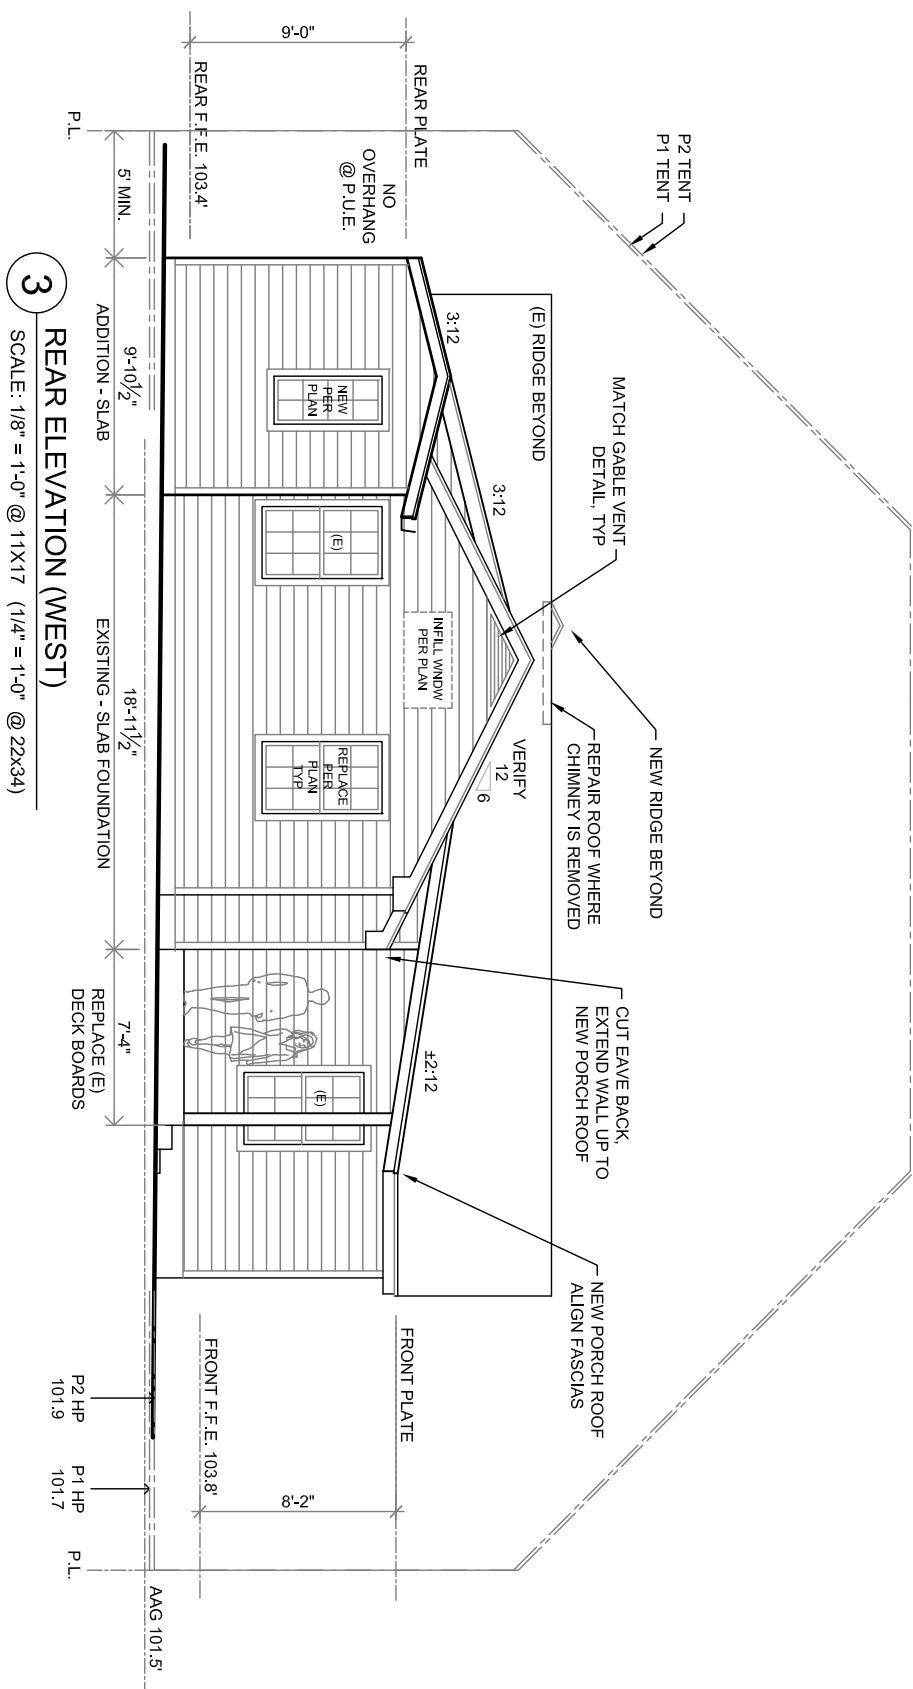 P2 TENT
P1 TENT
MATCH GABLE VENT
DETAIL, TYP
NEW RIDGE BEYOND
REPAIR ROOF WHERE
CHIMNEY IS REMOVED
CUT EAVE BACK,
EXTEND WALL UP TO
NEW PORCH ROOF
NEW PORCH ROOF
ALIGN FASCIAS
(E) RIDGE BEYOND
3:12
3:12
VERIFY
12
6
±2:12
REAR PLATE
9'-0"
REAR F.F.E. 103.4'
NO
OVERHANG
@ P.U.E.
NEW
PER
PLAN
(E)
INFILL WNDW
PER PLAN
REPLACE
PER
PLAN
TYP
(E)
FRONT PLATE
8'-2"
FRONT F.F.E. 103.8'
P.L.
5' MIN.
9'-10½"
ADDITION - SLAB
18'-11½"
EXISTING - SLAB FOUNDATION
7'-4"
REPLACE (E)
DECK BOARDS
P2 HP
101.9
P1 HP
101.7
P.L.
AAG 101.5'
3
REAR ELEVATION (WEST)
SCALE: 1/8" = 1'-0" @ 11X17 (1/4" = 1'-0" @ 22x34)